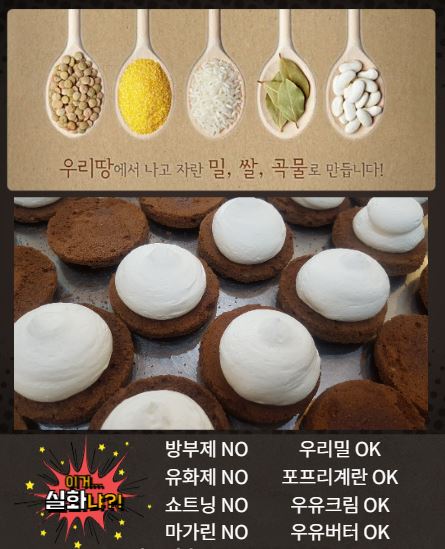 우리땅에서 나고 자란 밀, 쌀, 곡물로 만듭니다!
이거...
실화냐?!
방부제 NO 우리밀 OK
유화제 NO 포프리계란 OK
쇼트닝 NO 우유크림 OK
마가린 NO 우유버터 OK